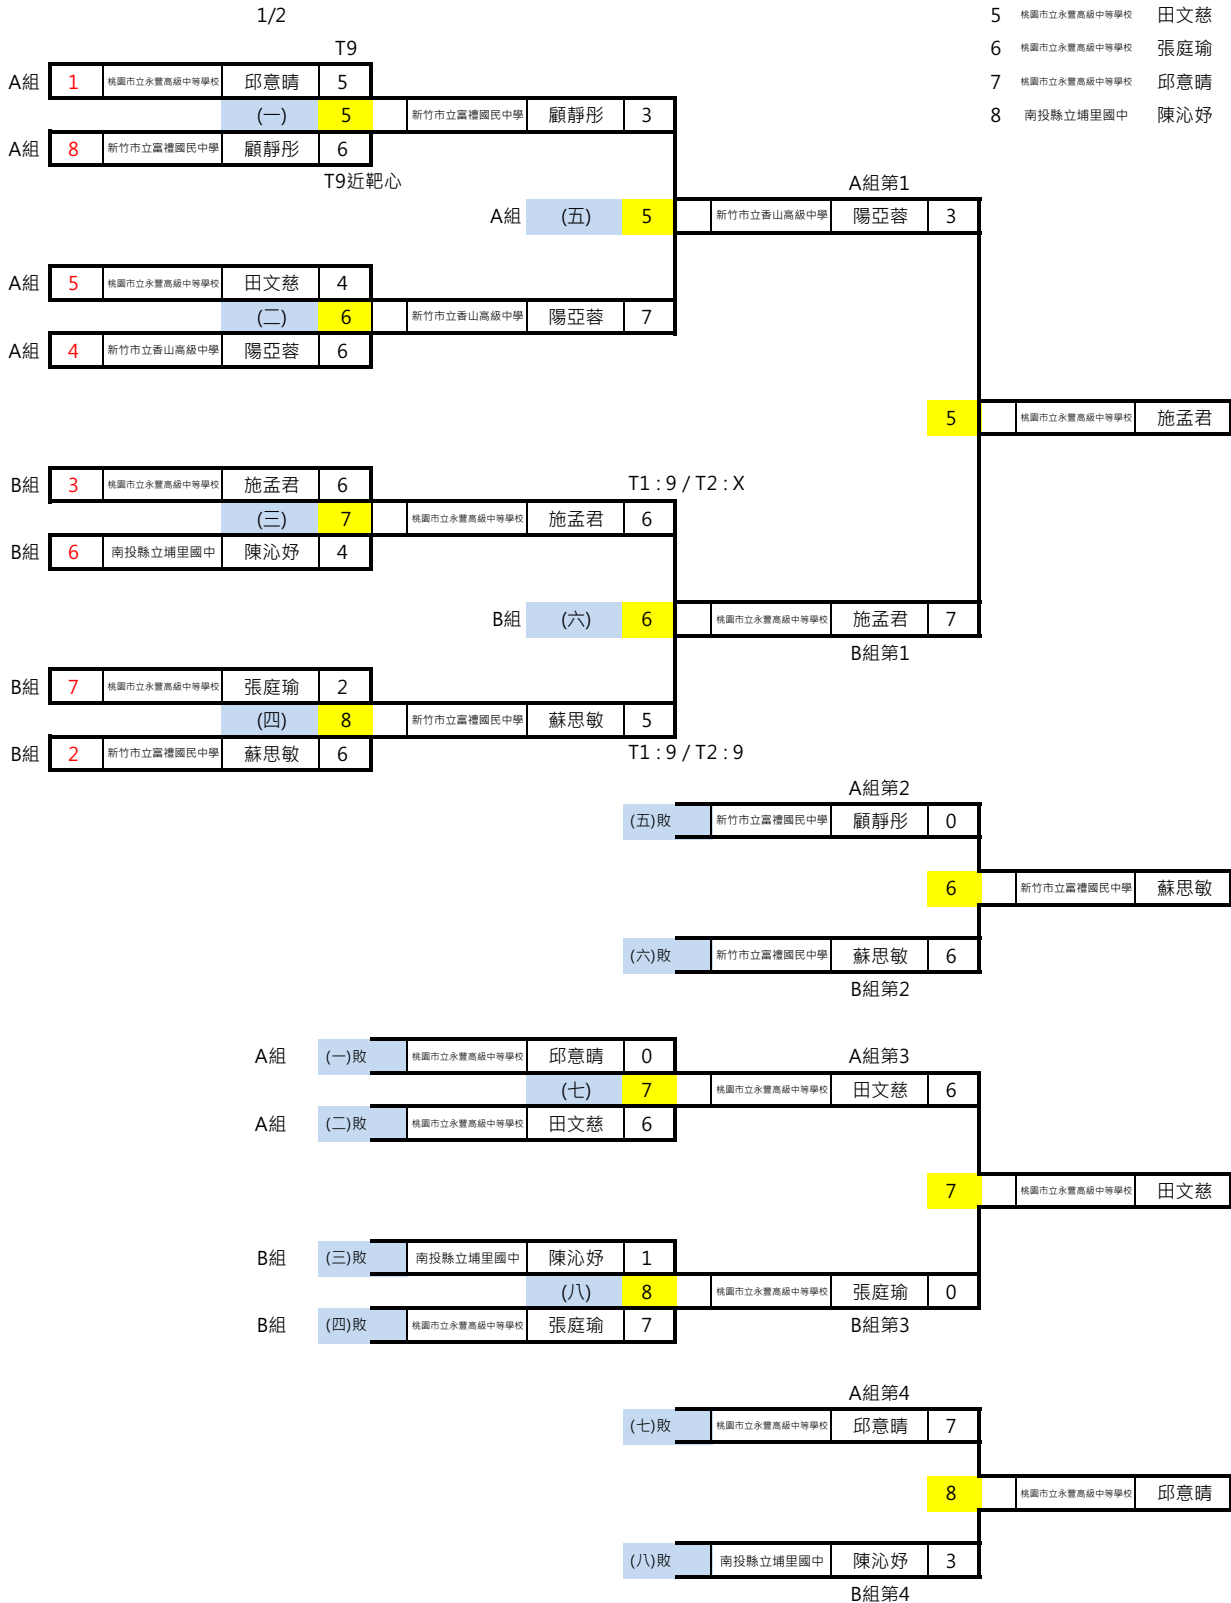 1/2
5 桃園市立永豐高級中等學校 田文慈
T9
6 桃園市立永豐高級中等學校 張庭瑜
A組 1 桃園市立永豐高級中等學校 邱意晴 5
7 桃園市立永豐高級中等學校 邱意晴
(一) 5 新竹市立富禮國民中學 顧靜彤 3
8 南投縣立埔里國中 陳沁妤
A組 8 新竹市立富禮國民中學 顧靜彤 6
T9近靶心
A組第1
A組 (五) 5 新竹市立香山高級中學 陽亞蓉 3
A組 5 桃園市立永豐高級中等學校 田文慈 4
(二) 6 新竹市立香山高級中學 陽亞蓉 7
A組 4 新竹市立香山高級中學 陽亞蓉 6
5 桃園市立永豐高級中等學校 施孟君
B組 3 桃園市立永豐高級中等學校 施孟君 6
T1 : 9 / T2 : X
(三) 7 桃園市立永豐高級中等學校 施孟君 6
B組 6 南投縣立埔里國中 陳沁妤 4
B組 (六) 6 桃園市立永豐高級中等學校 施孟君 7
B組第1
B組 7 桃園市立永豐高級中等學校 張庭瑜 2
(四) 8 新竹市立富禮國民中學 蘇思敏 5
B組 2 新竹市立富禮國民中學 蘇思敏 6
T1 : 9 / T2 : 9
A組第2
(五)敗 新竹市立富禮國民中學 顧靜彤 0
6 新竹市立富禮國民中學 蘇思敏
(六)敗 新竹市立富禮國民中學 蘇思敏 6
B組第2
A組 (一)敗 桃園市立永豐高級中等學校 邱意晴 0
A組第3
(七) 7 桃園市立永豐高級中等學校 田文慈 6
A組 (二)敗 桃園市立永豐高級中等學校 田文慈 6
7 桃園市立永豐高級中等學校 田文慈
B組 (三)敗 南投縣立埔里國中 陳沁妤 1
(八) 8 桃園市立永豐高級中等學校 張庭瑜 0
B組 (四)敗 桃園市立永豐高級中等學校 張庭瑜 7
B組第3
A組第4
(七)敗 桃園市立永豐高級中等學校 邱意晴 7
8 桃園市立永豐高級中等學校 邱意晴
(八)敗 南投縣立埔里國中 陳沁妤 3
B組第4